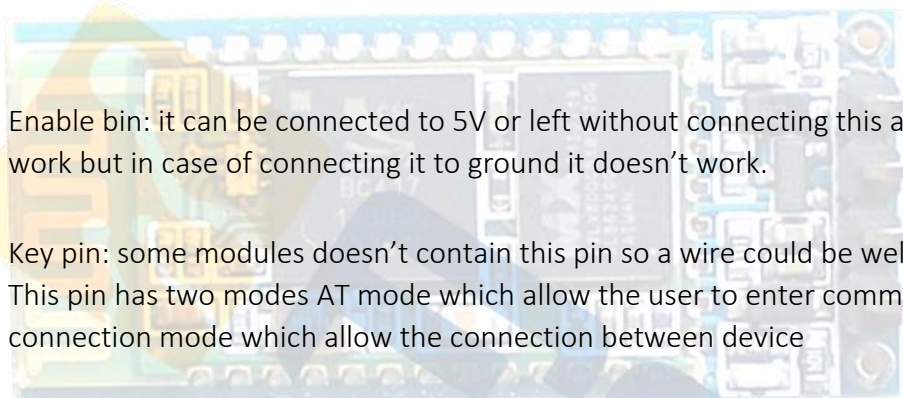 Enable bin: it can be connected to 5V or left without connecting this a
work but in case of connecting it to ground it doesn’t work.
Key pin: some modules doesn’t contain this pin so a wire could be wel
This pin has two modes AT mode which allow the user to enter comm
connection mode which allow the connection between device
BC417